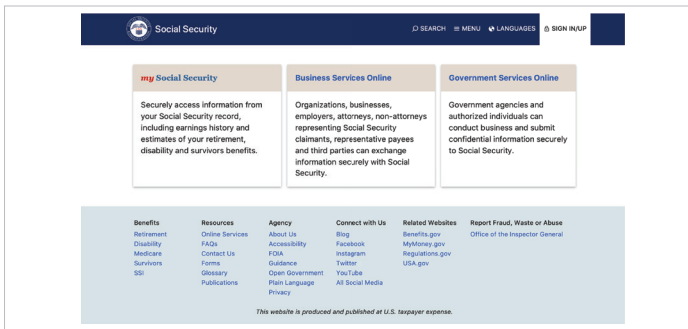 Social Security
SEARCH MENU LANGUAGES SIGN IN/UP
my Social Security
Securely access information from
your Social Security record,
including earnings history and
estimates of your retirement,
disability and survivors benefits.
Business Services Online
Organizations, businesses,
employers, attorneys, non-attorneys
representing Social Security
claimants, representative payees
and third parties can exchange
information securely with Social
Security.
Government Services Online
Government agencies and
authorized individuals can
conduct business and submit
confidential information securely
to Social Security.
Benefits
Retirement
Disability
Medicare
Survivors
SSI
Resources
Online Services
FAQs
Contact Us
Forms
Glossary
Publications
Agency
About Us
Accessibility
FOIA
Guidance
Open Government
Plain Language
Privacy
Connect with Us
Blog
Facebook
Instagram
Twitter
YouTube
All Social Media
Related Websites
Benefits.gov
MyMoney.gov
Regulations.gov
USA.gov
Report Fraud, Waste or Abuse
Office of the Inspector General
This website is produced and published at U.S. taxpayer expense.